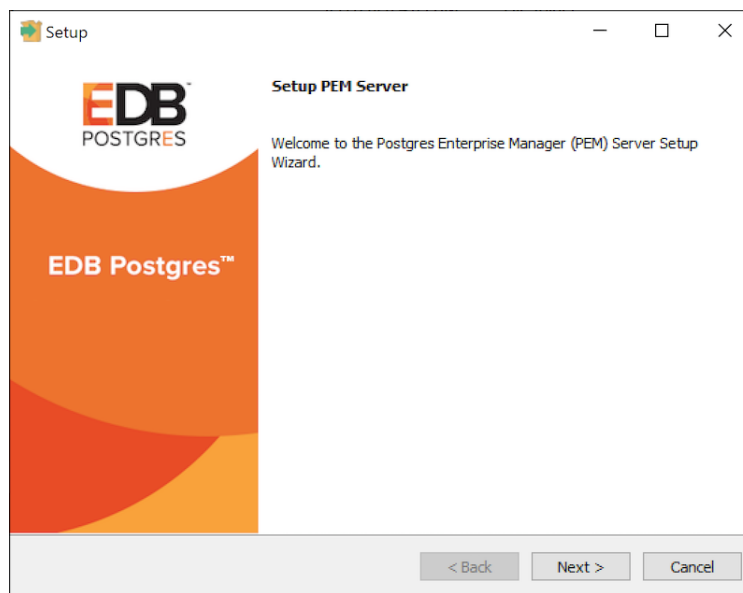 Setup
EDB
POSTGRES
EDB Postgres™
Setup PEM Server
Welcome to the Postgres Enterprise Manager (PEM) Server Setup
Wizard.
< Back
Next >
Cancel